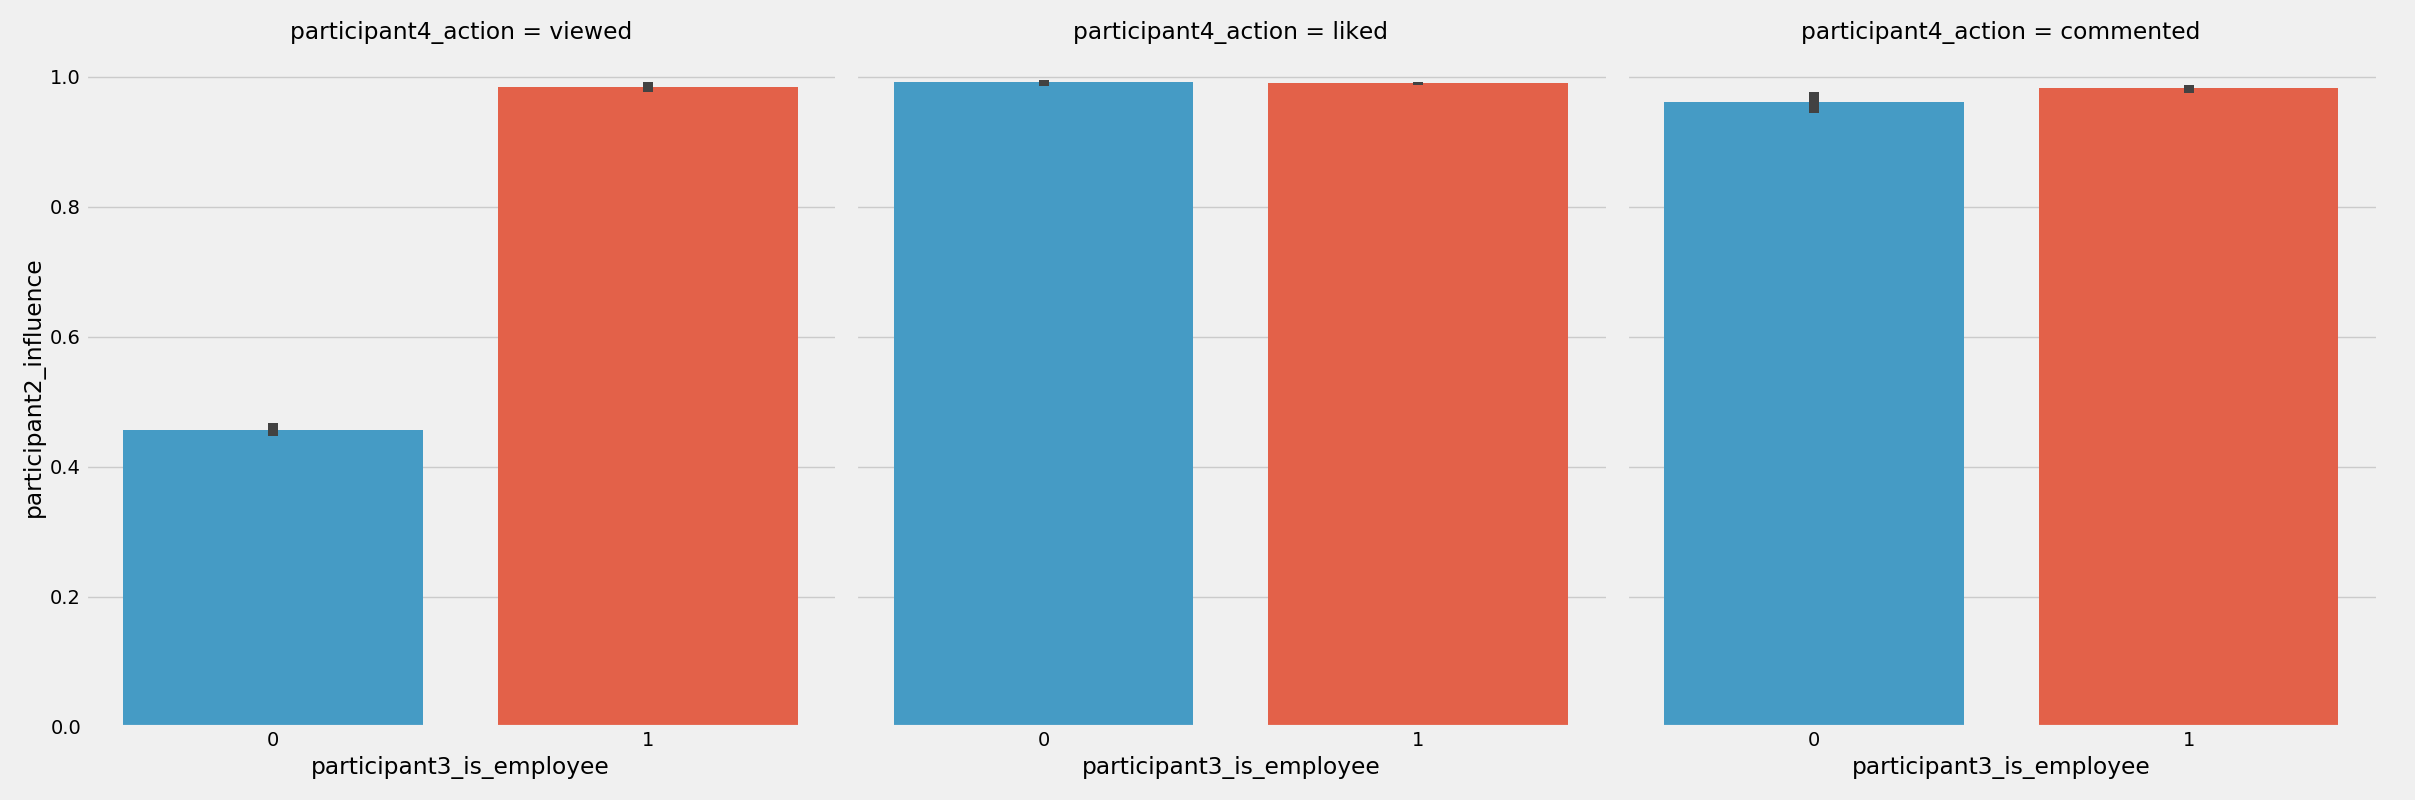 participant4_action = viewed
participant4_action = liked
participant4_action = commented
participant2_influence
1.0
0.8
0.6
0.4
0.2
0.0
0
1
0
1
0
1
participant3_is_employee
participant3_is_employee
participant3_is_employee